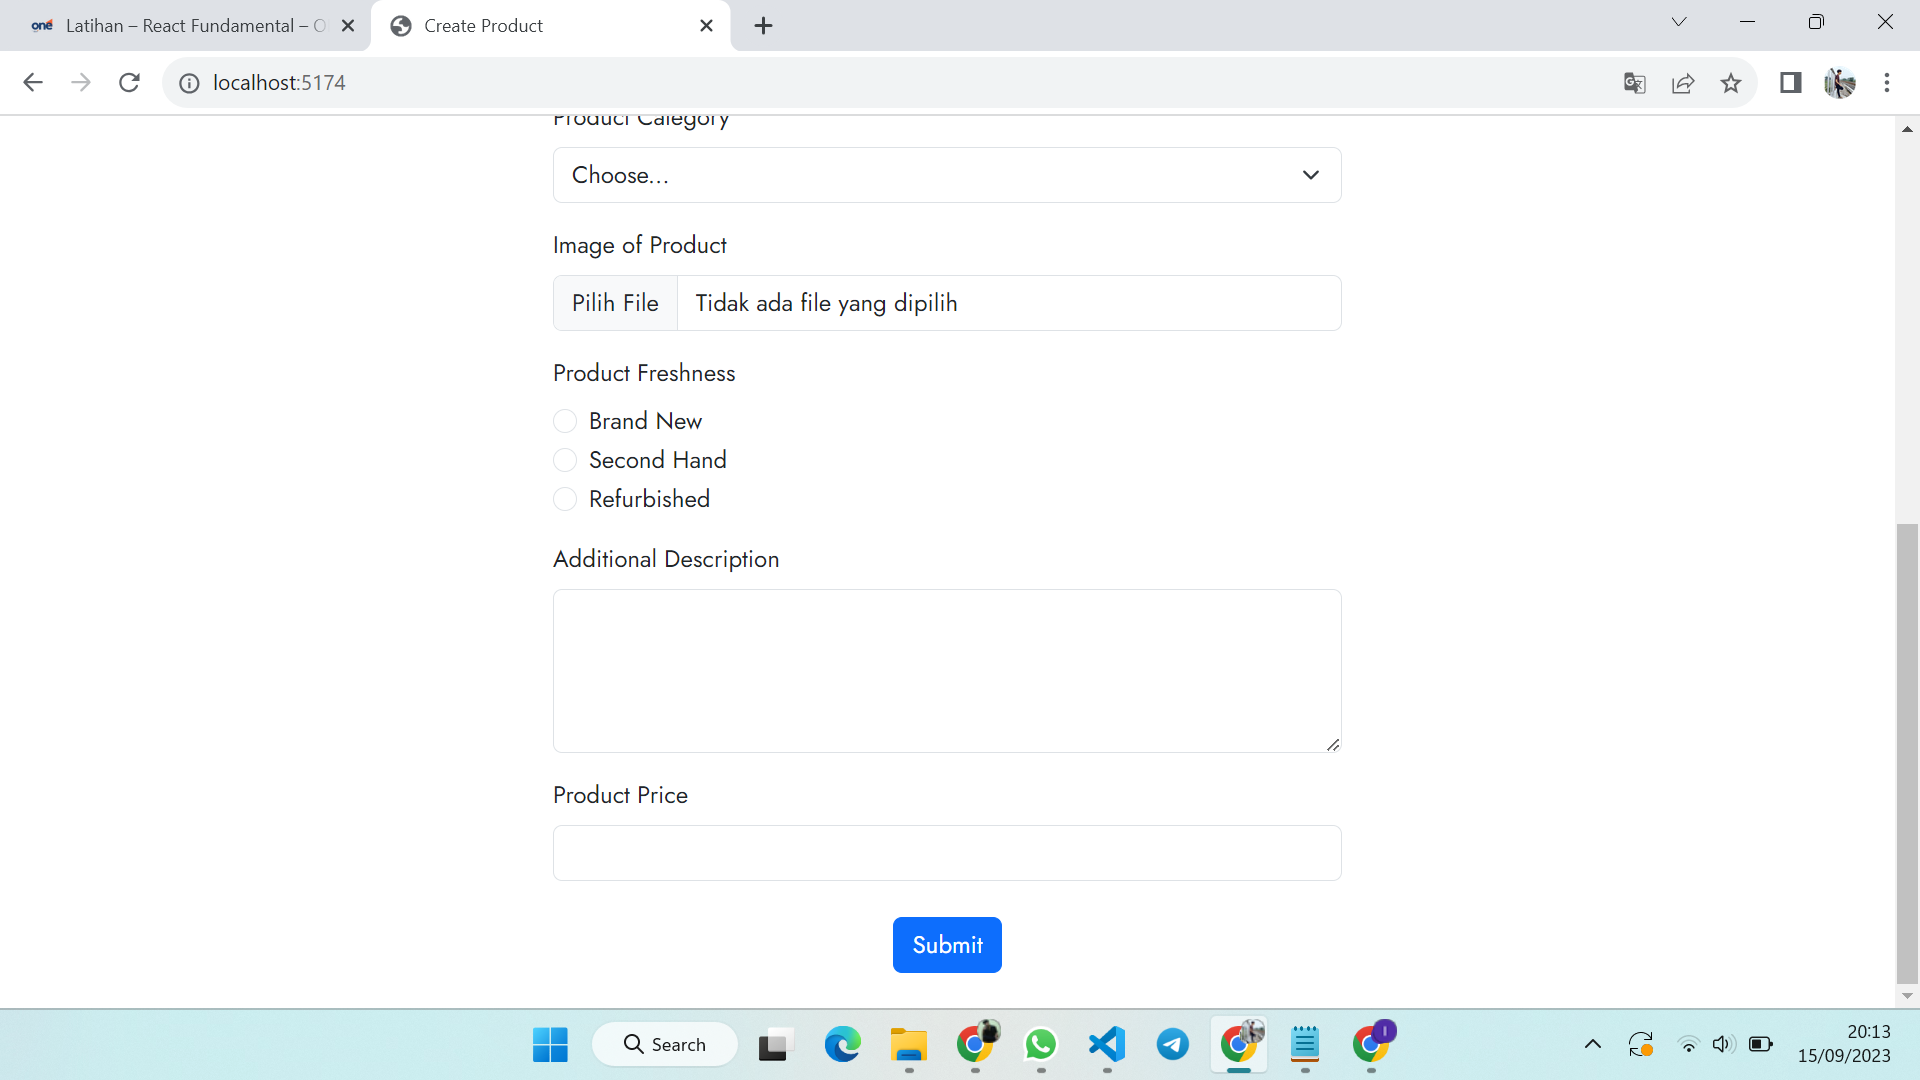 oné Latihan – React Fundamental – O
Create Product
localhost:5174
Product Category
Choose...
Image of Product
Pilih File Tidak ada file yang dipilih
Product Freshness
Brand New
Second Hand
Refurbished
Additional Description
Product Price
Submit
Search
20:13
15/09/2023